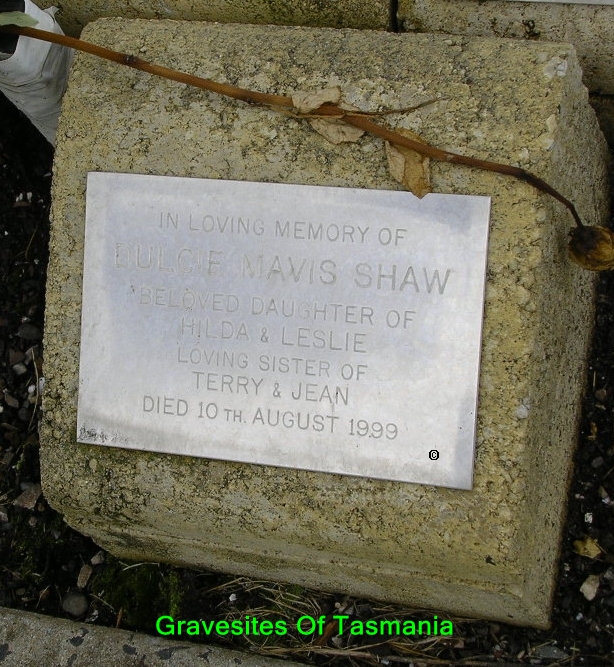 IN LOVING MEMORY OF
DULCIE MAVIS SHAW
BELOVED DAUGHTER OF
HILDA & LESLIE
LOVING SISTER OF
TERRY & JEAN
DIED 10 TH. AUGUST 1999
©
Gravesites Of Tasmania